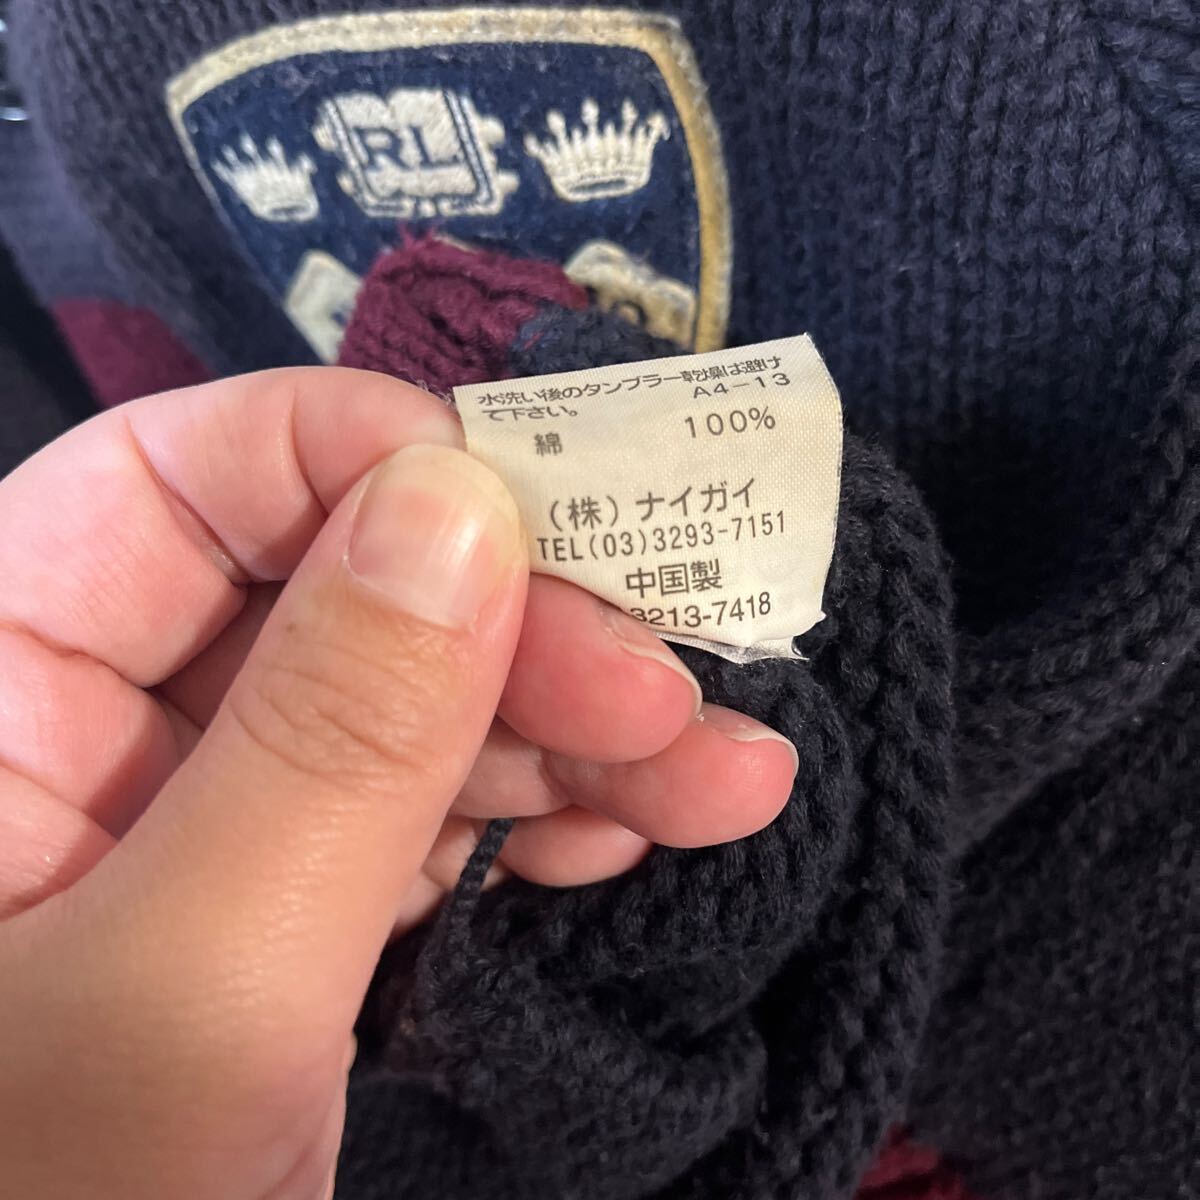 RL
水洗い後のタンブラー乾燥は避け
て下さい。 A4-13
綿 100%
(株)ナイガイ
TEL(03)3293-7151
中国製
3213-7418